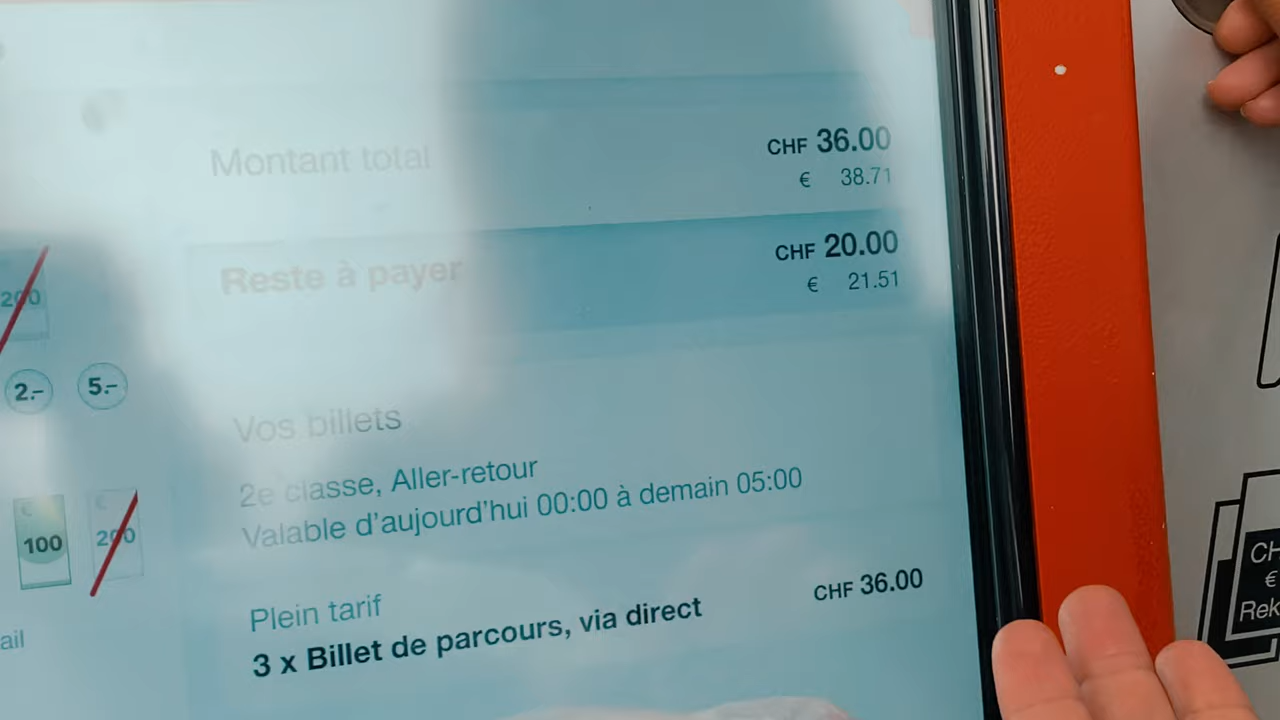 Montant total
CHF 36.00
€ 38.71
Reste à payer
CHF 20.00
€ 21.51
200
2.– 5.–
100 200
ail
Vos billets
2e classe, Aller-retour
Valable d'aujourd'hui 00:00 à demain 05:00
Plein tarif
CHF 36.00
3 x Billet de parcours, via direct
CH
€
Rek